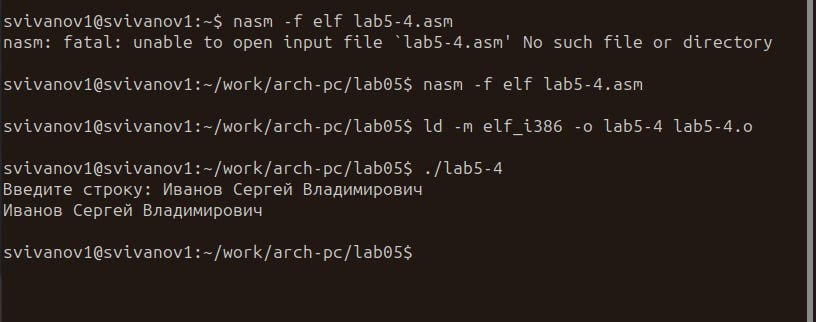 svivanov1@svivanov1:~$ nasm -f elf lab5-4.asm
nasm: fatal: unable to open input file `lab5-4.asm' No such file or directory
svivanov1@svivanov1:~/work/arch-pc/lab05$ nasm -f elf lab5-4.asm
svivanov1@svivanov1:~/work/arch-pc/lab05$ ld -m elf_i386 -o lab5-4 lab5-4.o
svivanov1@svivanov1:~/work/arch-pc/lab05$ ./lab5-4
Введите строку: Иванов Сергей Владимирович
Иванов Сергей Владимирович
svivanov1@svivanov1:~/work/arch-pc/lab05$